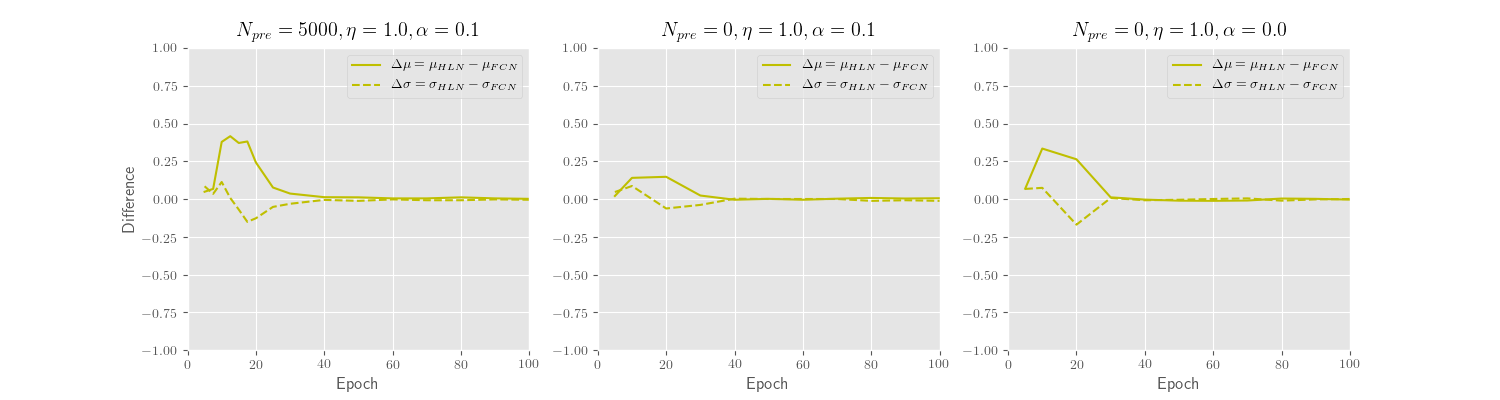 N_{pre} = 5000, η = 1.0, α = 0.1
1.00
0.75
0.50
0.25
0.00
−0.25
−0.50
−0.75
−1.00
Difference
Δμ = μ_{HLN} − μ_{FCN}
Δσ = σ_{HLN} − σ_{FCN}
0 20 40 60 80 100
Epoch
N_{pre} = 0, η = 1.0, α = 0.1
1.00
0.75
0.50
0.25
0.00
−0.25
−0.50
−0.75
−1.00
Δμ = μ_{HLN} − μ_{FCN}
Δσ = σ_{HLN} − σ_{FCN}
0 20 40 60 80 100
Epoch
N_{pre} = 0, η = 1.0, α = 0.0
1.00
0.75
0.50
0.25
0.00
−0.25
−0.50
−0.75
−1.00
Δμ = μ_{HLN} − μ_{FCN}
Δσ = σ_{HLN} − σ_{FCN}
0 20 40 60 80 100
Epoch